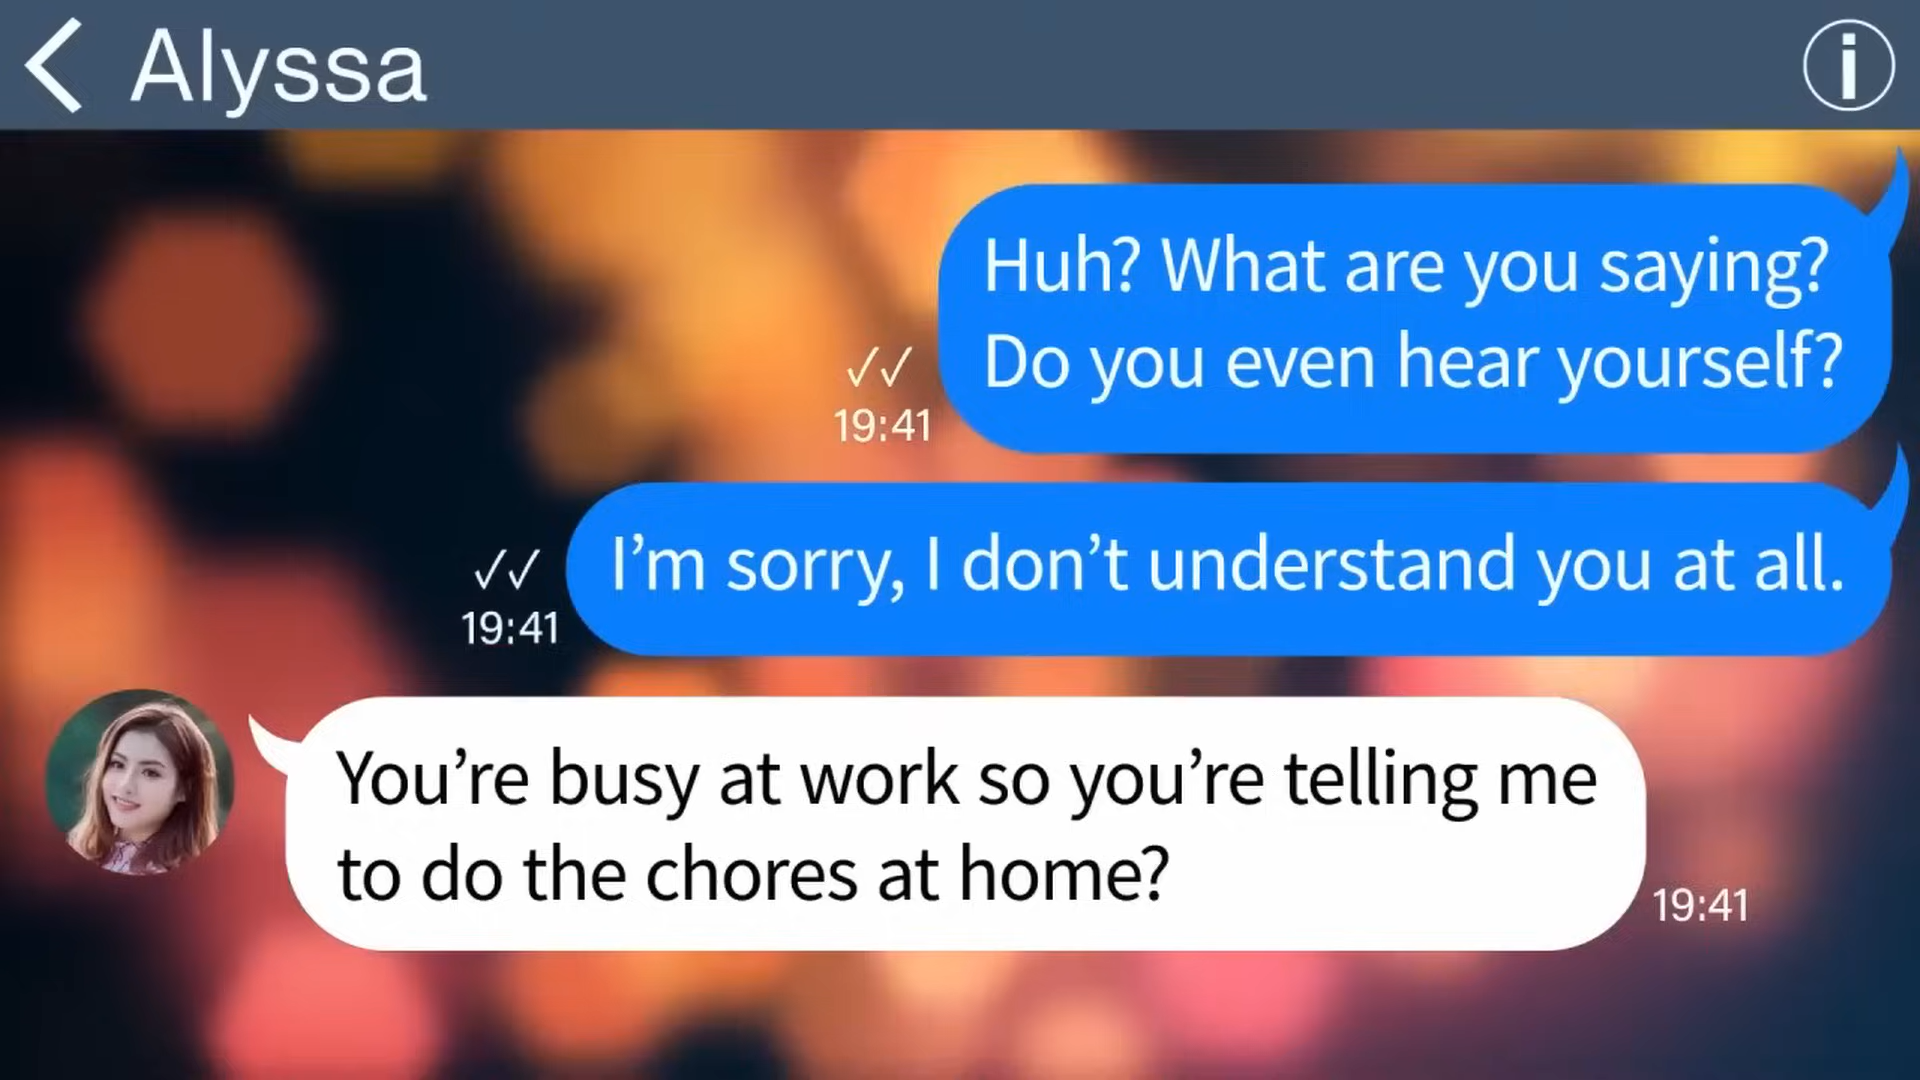 Alyssa
Huh? What are you saying?
Do you even hear yourself?
19:41
I’m sorry, I don’t understand you at all.
19:41
You’re busy at work so you’re telling me
to do the chores at home?
19:41